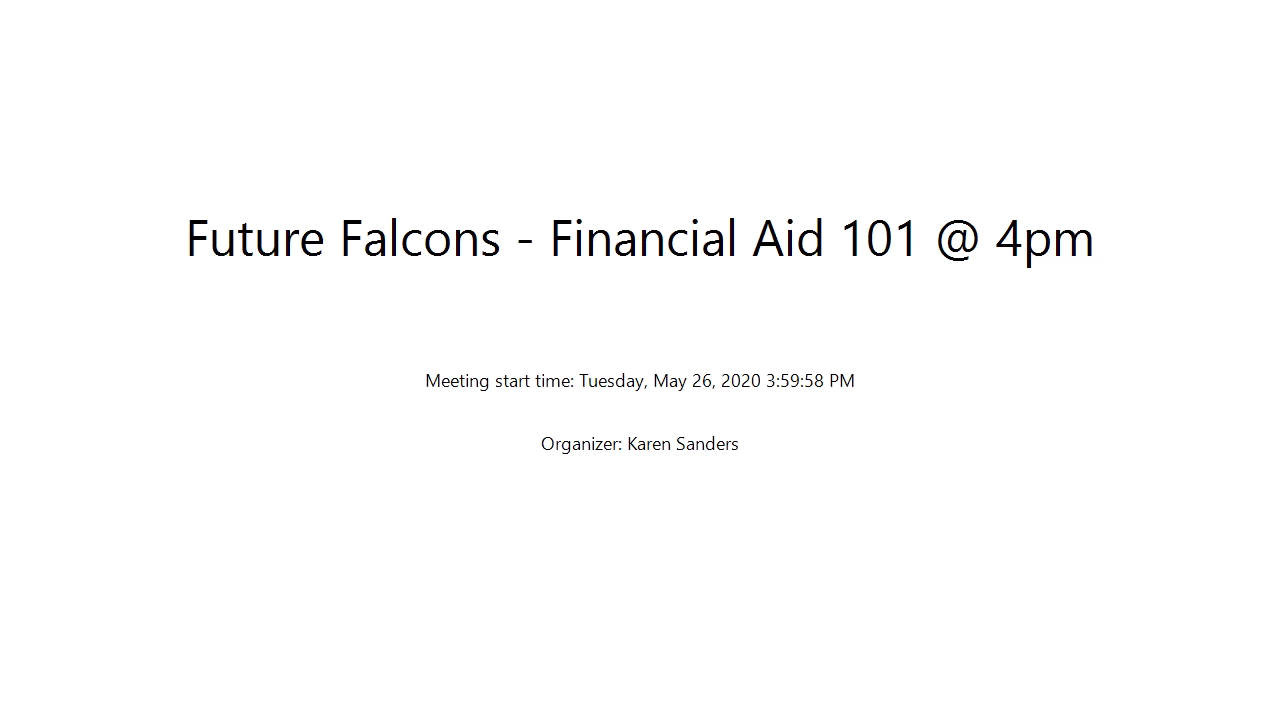 Future Falcons - Financial Aid 101 @ 4pm
Meeting start time: Tuesday, May 26, 2020 3:59:58 PM
Organizer: Karen Sanders